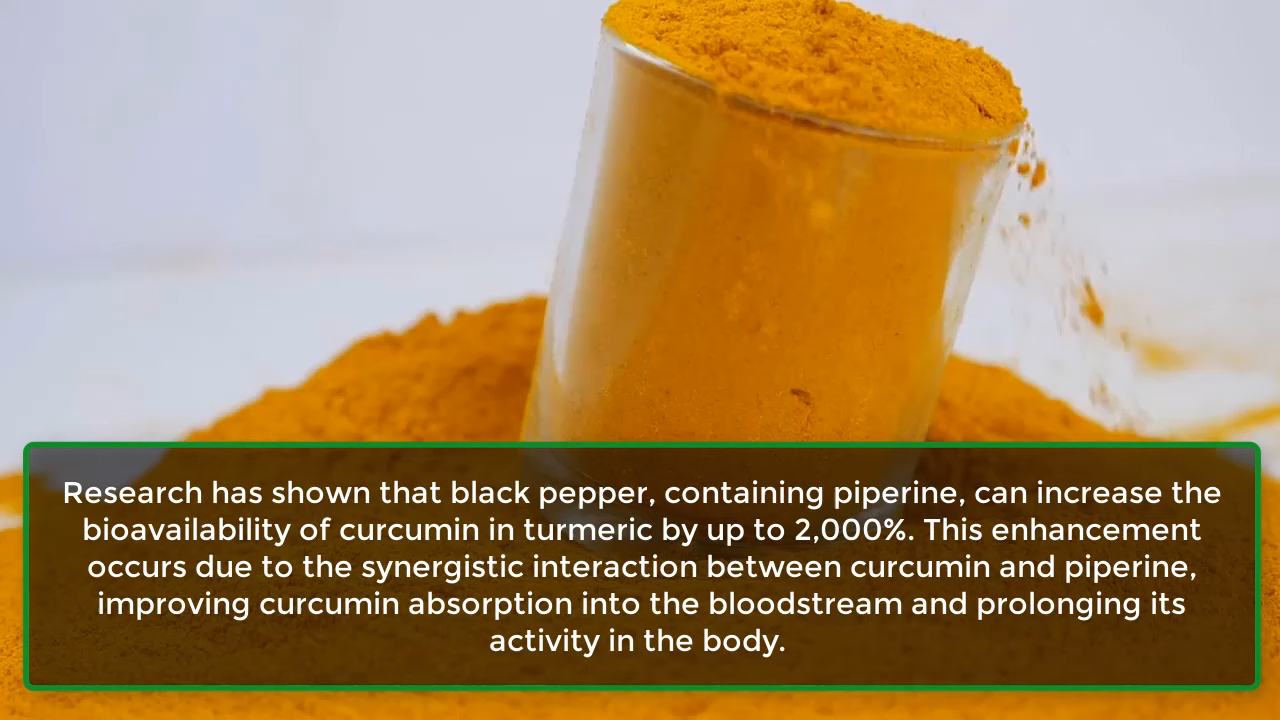 Research has shown that black pepper, containing piperine, can increase the
bioavailability of curcumin in turmeric by up to 2,000%. This enhancement
occurs due to the synergistic interaction between curcumin and piperine,
improving curcumin absorption into the bloodstream and prolonging its
activity in the body.